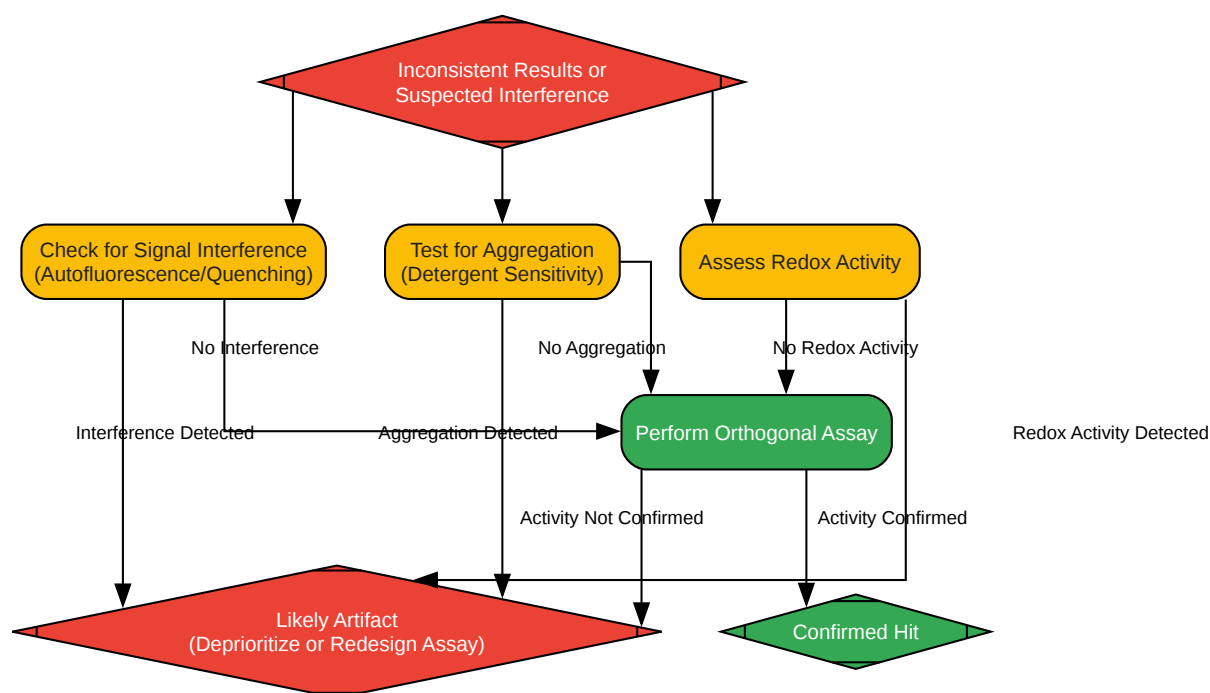 Inconsistent Results or
Suspected Interference
Check for Signal Interference
(Autofluorescence/Quenching)
Test for Aggregation
(Detergent Sensitivity)
Assess Redox Activity
No Interference
No Aggregation
No Redox Activity
Interference Detected
Aggregation Detected
Perform Orthogonal Assay
Redox Activity Detected
Activity Not Confirmed
Activity Confirmed
Likely Artifact
(Deprioritize or Redesign Assay)
Confirmed Hit